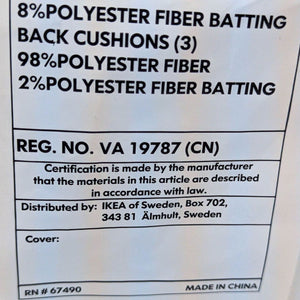 8%POLYESTER FIBER BATTING
BACK CUSHIONS (3)
98%POLYESTER FIBER
2%POLYESTER FIBER BATTING
REG. NO. VA 19787 (CN)
Certification is made by the manufacturer
that the materials in this article are described
in accordance with law.
Distributed by: IKEA of Sweden, Box 702,
343 81 Älmhult, Sweden
Cover:
RN # 67490 MADE IN CHINA